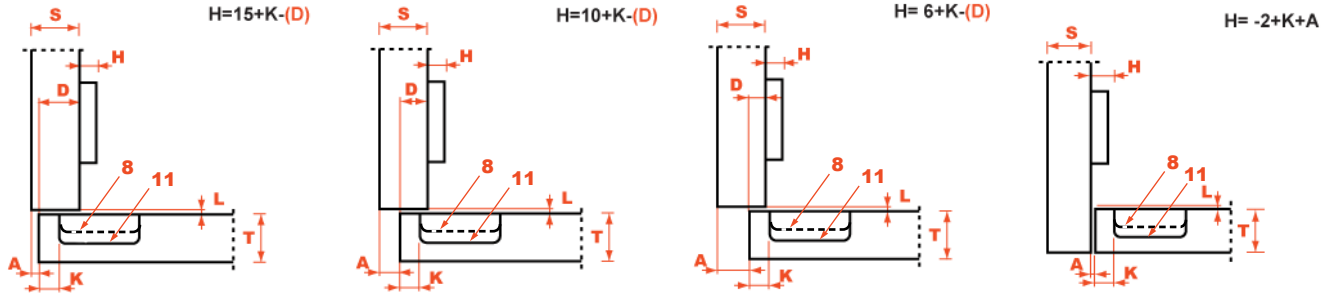 H=15+K-(D)
S
H
D
8
11
L
T
A
K
H=10+K-(D)
S
H
D
8
11
L
T
A
K
H= 6+K-(D)
S
H
D
8
11
L
T
A
K
H= -2+K+A
S
H
8
11
L
T
A
K